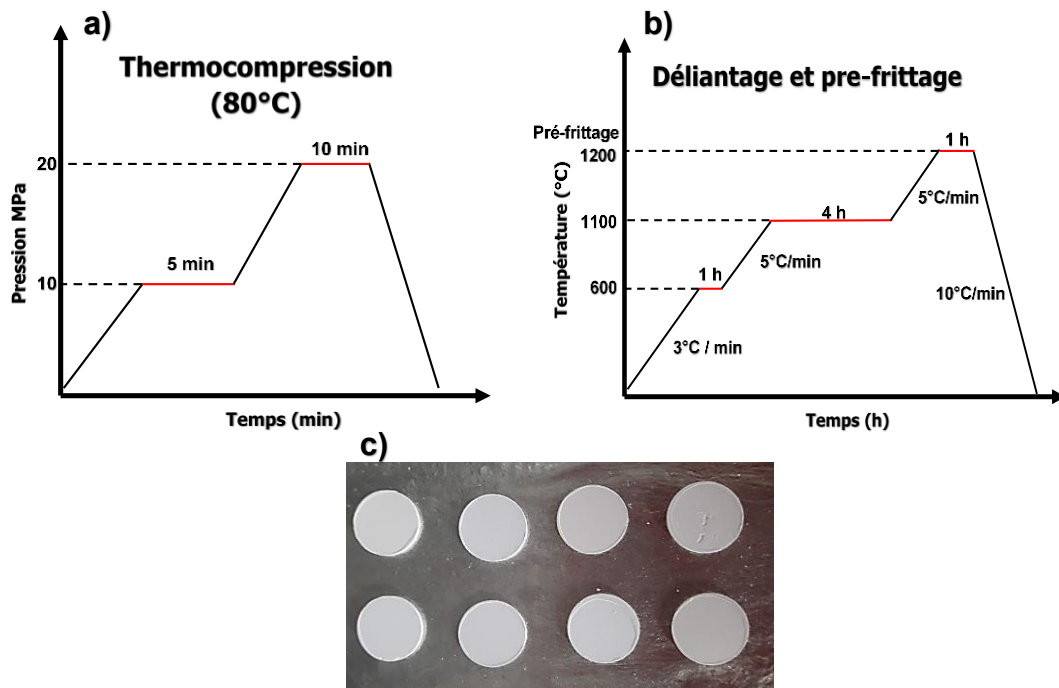 a)
Thermocompression
(80°C)
Pression MPa
20
10 min
10
5 min
Temps (min)
b)
Déliantage et pre-frittage
Température (°C)
Pré-frittage
1200
1 h
5°C/min
1100
4 h
5°C/min
600
1 h
10°C/min
3°C / min
Temps (h)
c)